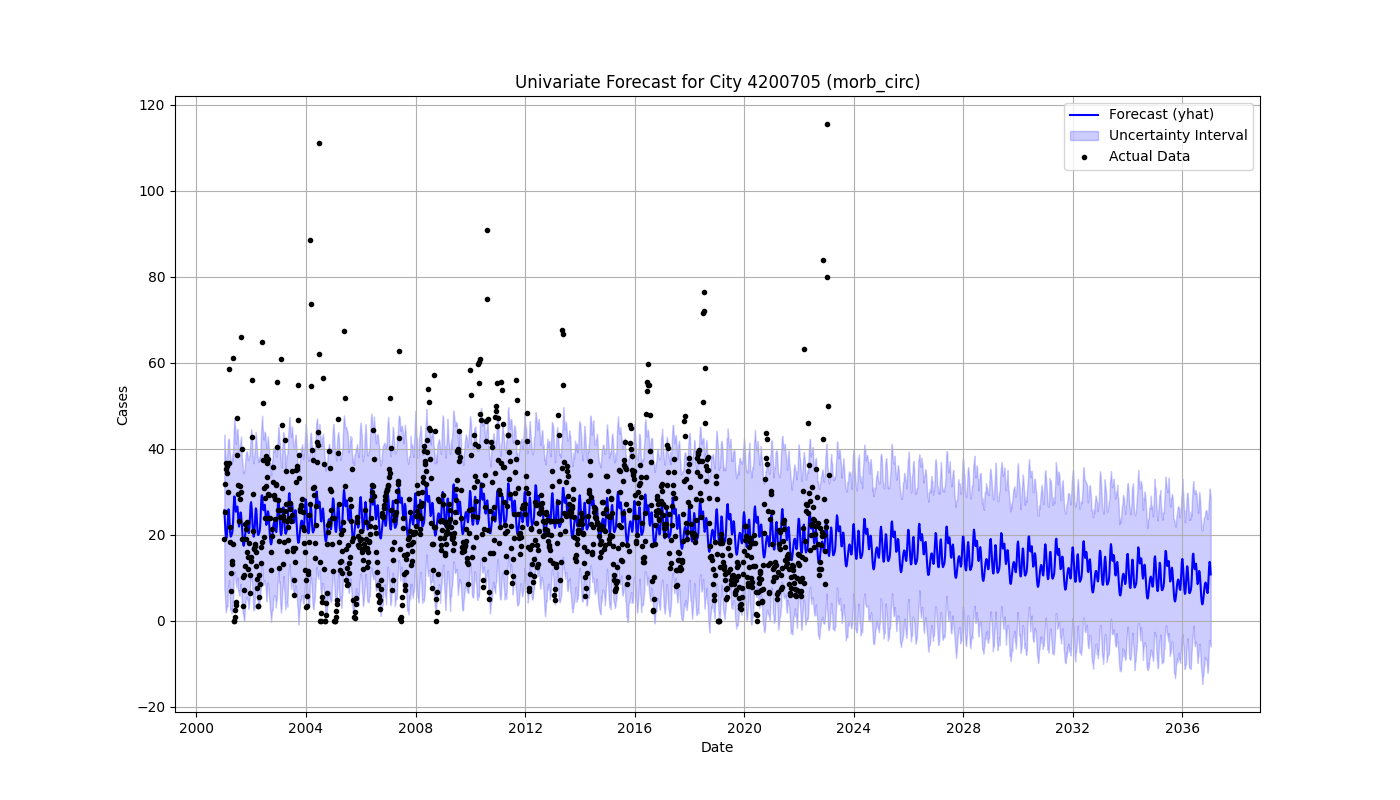 Univariate Forecast for City 4200705 (morb_circ)
Forecast (yhat)
Uncertainty Interval
Actual Data
Cases
120
100
80
60
40
20
0
−20
2000 2004 2008 2012 2016 2020 2024 2028 2032 2036
Date